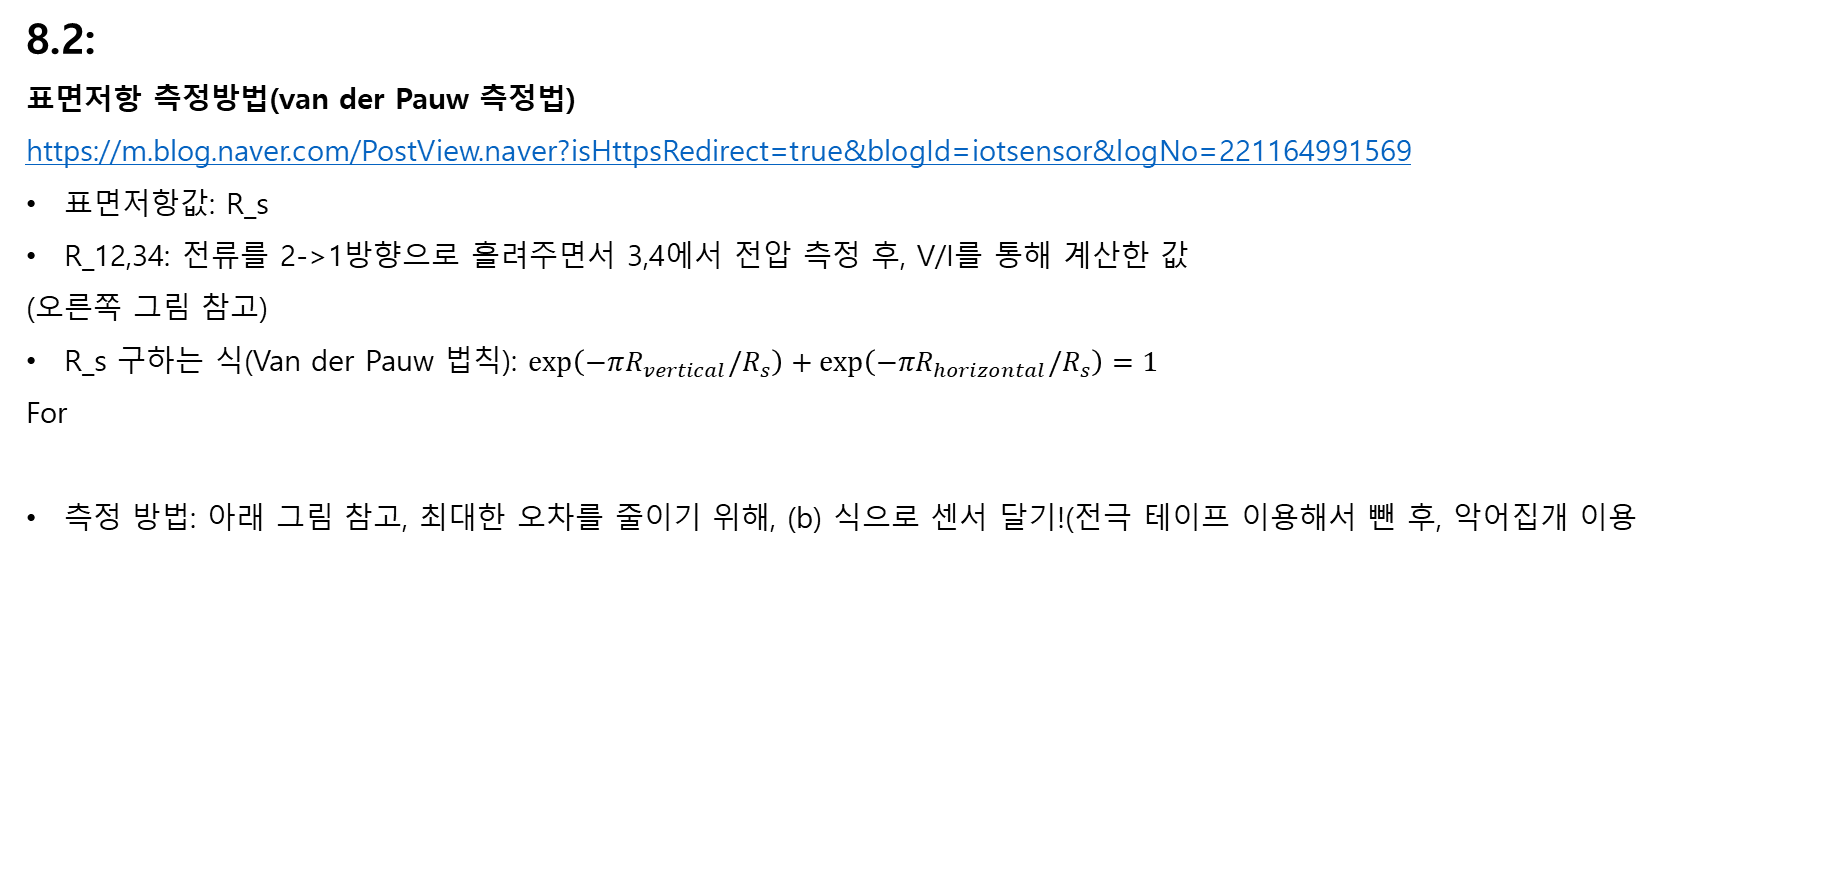 8.2:
표면저항 측정방법(van der Pauw 측정법)
https://m.blog.naver.com/PostView.naver?isHttpsRedirect=true&blogId=iotsensor&logNo=221164991569
• 표면저항값: R_s
• R_12,34: 전류를 2->1방향으로 흘려주면서 3,4에서 전압 측정 후, V/I를 통해 계산한 값
(오른쪽 그림 참고)
• R_s 구하는 식(Van der Pauw 법칙): exp(−πR_vertical/R_s) + exp(−πR_horizontal/R_s) = 1
For
• 측정 방법: 아래 그림 참고, 최대한 오차를 줄이기 위해, (b) 식으로 센서 달기!(전극 테이프 이용해서 뺀 후, 악어집개 이용